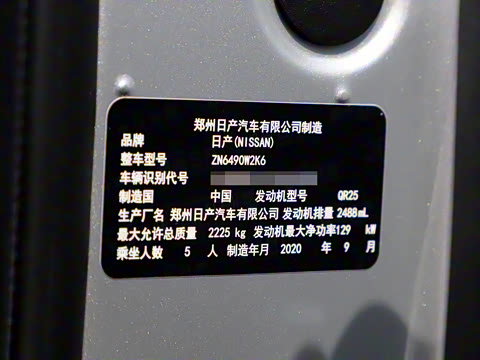 郑州日产汽车有限公司制造
品牌 日产(NISSAN)
整车型号 ZN6490W2K6
车辆识别代号
制造国 中国 发动机型号 QR25
生产厂名 郑州日产汽车有限公司 发动机排量 2488mL
最大允许总质量 2225 kg 发动机最大净功率129 kW
乘坐人数 5 人 制造年月 2020 年 9 月